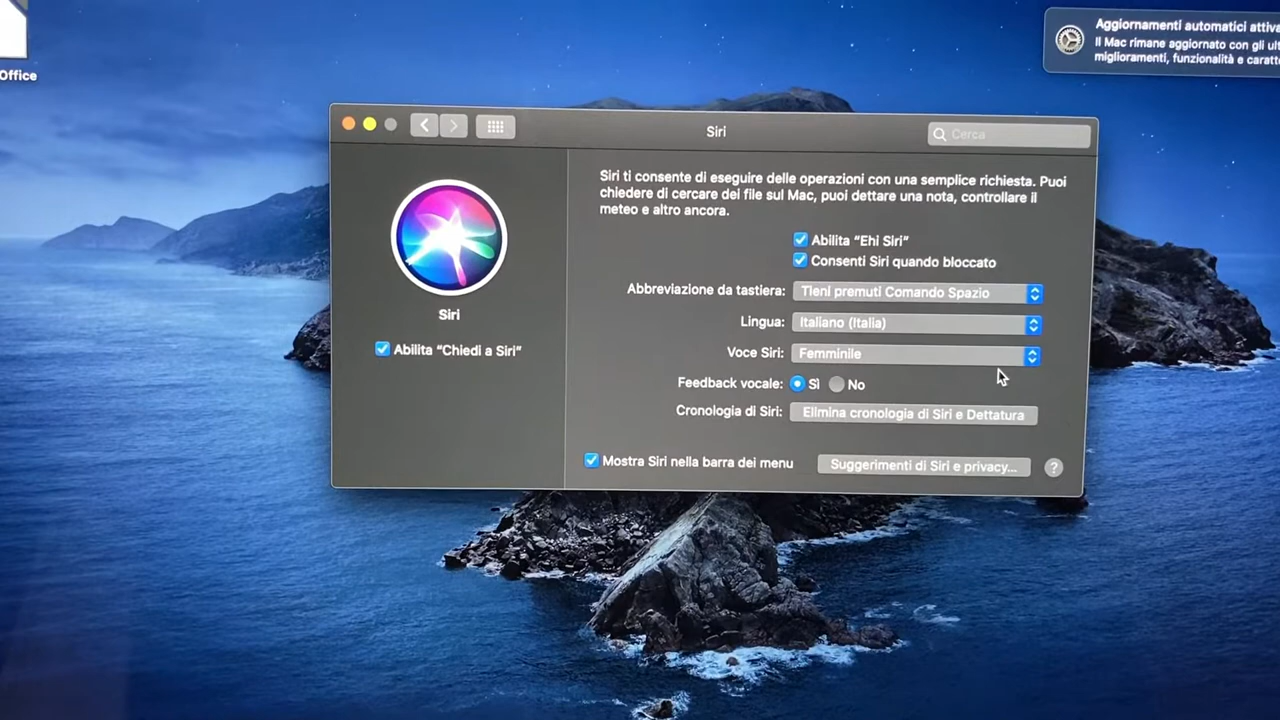 Office
Aggiornamenti automatici
Il Mac rimane aggiornato con gli
miglioramenti, funzionalità e
Siri
Cerca
Siri ti consente di eseguire delle operazioni con una semplice richiesta. Puoi
chiedere di cercare dei file sul Mac, puoi dettare una nota, controllare il
meteo e altro ancora.
Abilita “Ehi Siri”
Consenti Siri quando bloccato
Abbreviazione da tastiera: Tieni premuti Comando Spazio
Lingua: Italiano (Italia)
Voce Siri: Femminile
Feedback vocale: Sì No
Cronologia di Siri: Elimina cronologia di Siri e Dettatura
Siri
Abilita “Chiedi a Siri”
Mostra Siri nella barra dei menu
Suggerimenti di Siri e privacy... ?